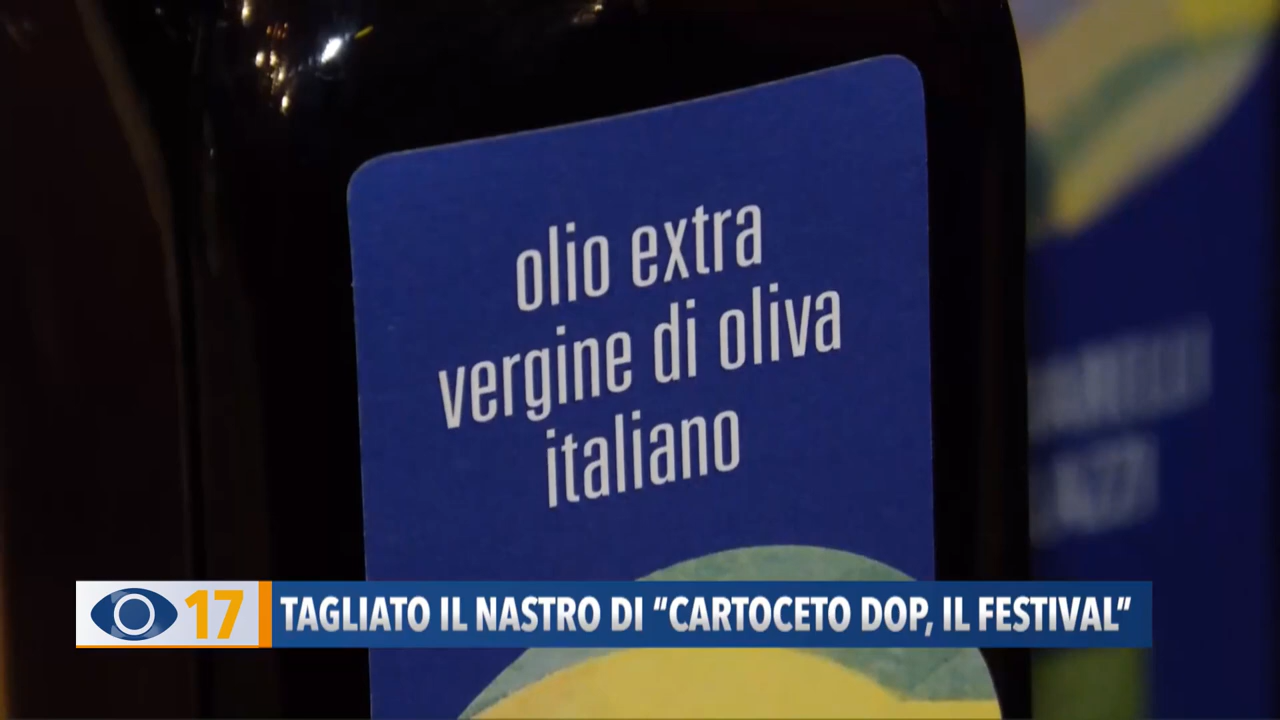 olio extra
vergine di oliva
italiano
17 TAGLIATO IL NASTRO DI “CARTOCETO DOP, IL FESTIVAL”